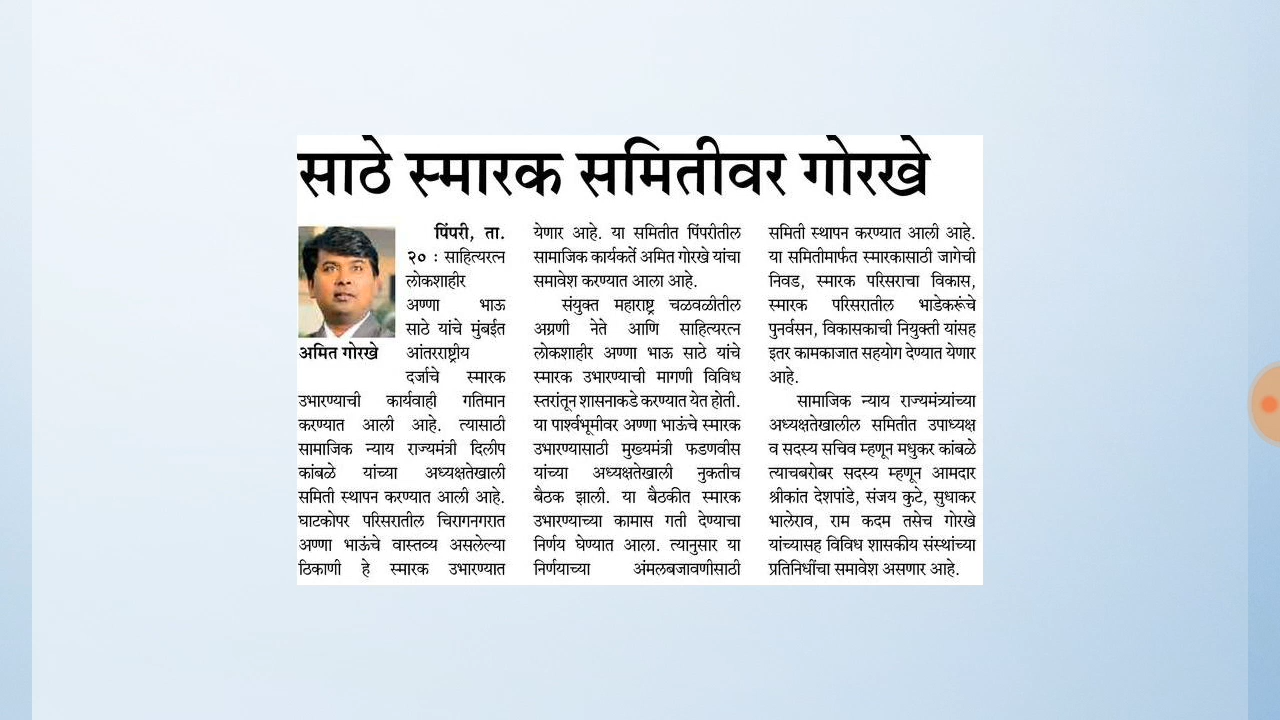 साठे स्मारक समितीवर गोरखे
अमित गोरखे
पिंपरी, ता.
२० : साहित्यरत्न
लोकशाहीर
अण्णा भाऊ
साठे यांचे मुंबईत
आंतरराष्ट्रीय
दर्जाचे स्मारक
उभारण्याची कार्यवाही गतिमान
करण्यात आली आहे. त्यासाठी
सामाजिक न्याय राज्यमंत्री दिलीप
कांबळे यांच्या अध्यक्षतेखाली
समिती स्थापन करण्यात आली आहे.
घाटकोपर परिसरातील चिरागनगरात
अण्णा भाऊंचे वास्तव्य असलेल्या
ठिकाणी हे स्मारक उभारण्यात
येणार आहे. या समितीत पिंपरीतील
सामाजिक कार्यकर्ते अमित गोरखे यांचा
समावेश करण्यात आला आहे.
संयुक्त महाराष्ट्र चळवळीतील
अग्रणी नेते आणि साहित्यरत्न
लोकशाहीर अण्णा भाऊ साठे यांचे
स्मारक उभारण्याची मागणी विविध
स्तरांतून शासनाकडे करण्यात येत होती.
या पार्श्वभूमीवर अण्णा भाऊंचे स्मारक
उभारण्यासाठी मुख्यमंत्री फडणवीस
यांच्या अध्यक्षतेखाली नुकतीच
बैठक झाली. या बैठकीत स्मारक
उभारण्याच्या कामास गती देण्याचा
निर्णय घेण्यात आला. त्यानुसार या
निर्णयाच्या अंमलबजावणीसाठी
समिती स्थापन करण्यात आली आहे.
या समितीमार्फत स्मारकासाठी जागेची
निवड, स्मारक परिसराचा विकास,
स्मारक परिसरातील भाडेकरूंचे
पुनर्वसन, विकासकाची नियुक्ती यांसह
इतर कामकाजात सहयोग देण्यात येणार
आहे.
सामाजिक न्याय राज्यमंत्र्यांच्या
अध्यक्षतेखालील समितीत उपाध्यक्ष
व सदस्य सचिव म्हणून मधुकर कांबळे
त्याचबरोबर सदस्य म्हणून आमदार
श्रीकांत देशपांडे, संजय कुटे, सुधाकर
भालेराव, राम कदम तसेच गोरखे
यांच्यासह विविध शासकीय संस्थांच्या
प्रतिनिधींचा समावेश असणार आहे.